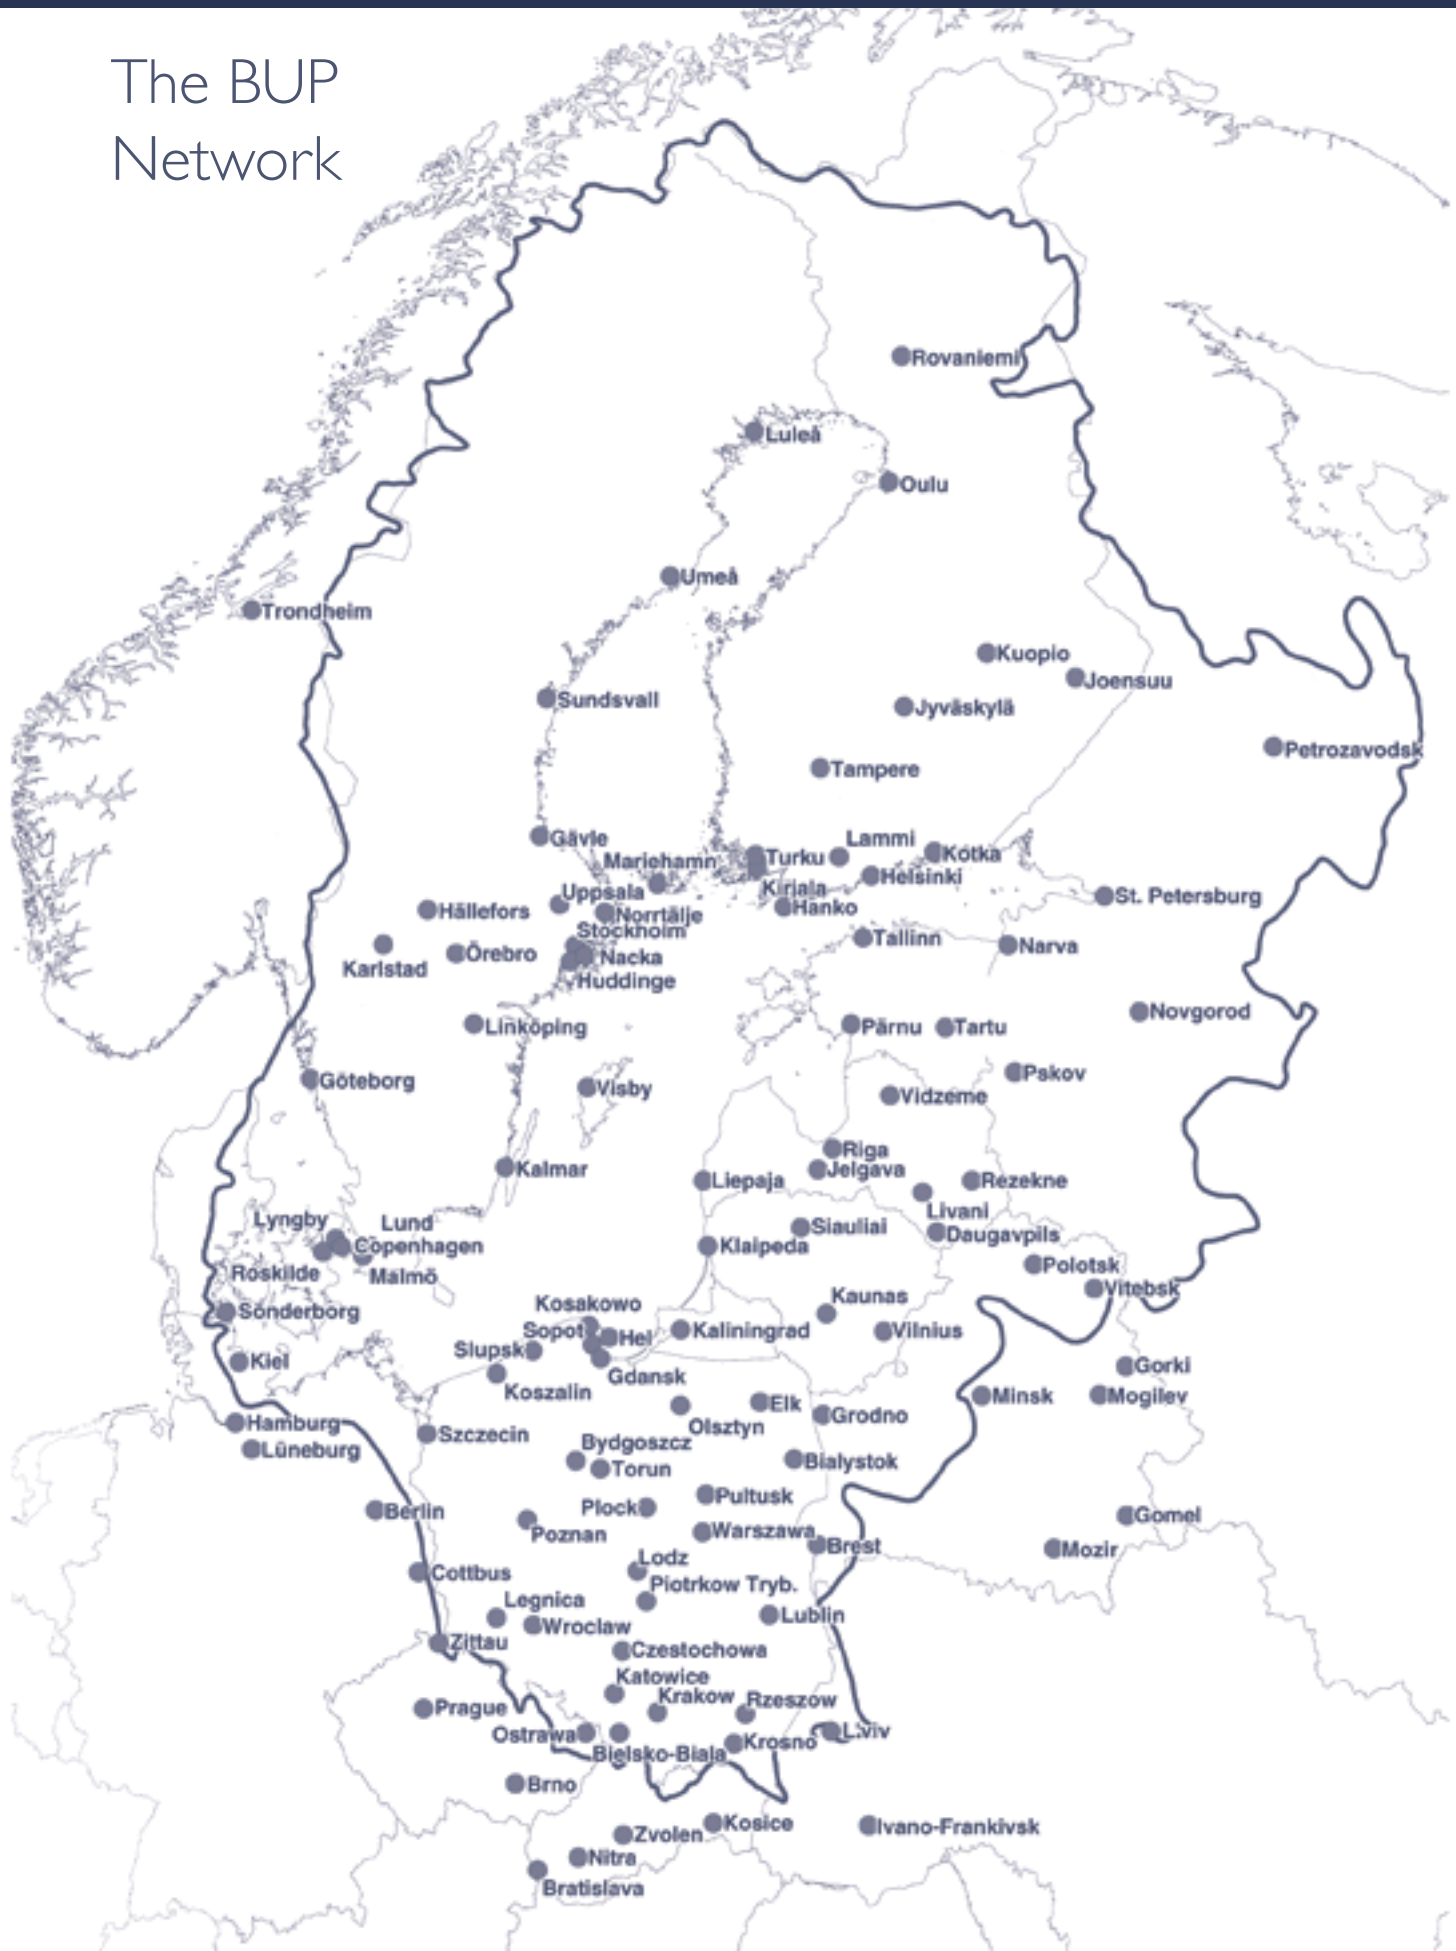 The BUP
Network
Rovaniemi
Luleå
Oulu
Umeå
Trondheim
Kuopio
Joensuu
Sundsvall
Jyväskylä
Petrozavodsk
Tampere
Gävle
Lammi
Mariehamn
Turku
Kotka
Helsinki
Uppsala
Kirjala
St. Petersburg
Hällefors
Norrtälje
Hanko
Stockholm
Tallinn
Narva
Örebro
Nacka
Karlstad
Huddinge
Novgorod
Linköping
Pärnu
Tartu
Pskov
Göteborg
Visby
Vidzeme
Riga
Kalmar
Jelgava
Liepaja
Rezekne
Livani
Lyngby
Lund
Siauliai
Daugavpils
Copenhagen
Klaipeda
Roskilde
Malmö
Polotsk
Vitebsk
Kaunas
Sönderborg
Kosakowo
Sopot
Hel
Kaliningrad
Vilnius
Slupsk
Kiel
Gdansk
Gorki
Koszalin
Elk
Minsk
Mogilev
Grodno
Hamburg
Olsztyn
Szczecin
Bydgoszcz
Lüneburg
Torun
Bialystok
Pultusk
Plock
Berlin
Gomel
Poznan
Warszawa
Brest
Mozir
Lodz
Cottbus
Piotrkow Tryb.
Legnica
Lublin
Wroclaw
Zittau
Czestochowa
Katowice
Krakow
Rzeszow
Prague
Ostrawa
L'viv
Krosno
Bielsko-Biala
Brno
Kosice
Ivano-Frankivsk
Zvolen
Nitra
Bratislava